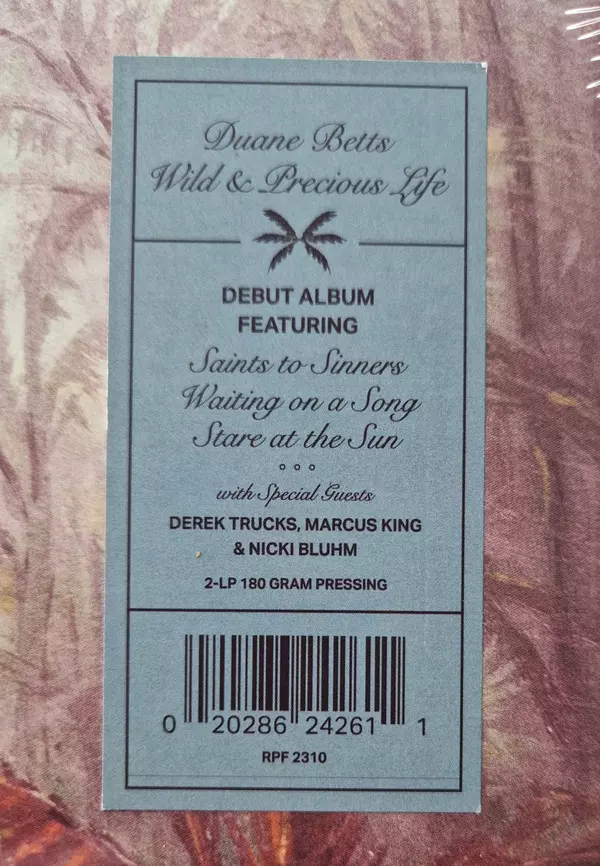 Duane Betts
Wild & Precious Life
DEBUT ALBUM
FEATURING
Saints to Sinners
Waiting on a Song
Stare at the Sun
with Special Guests
DEREK TRUCKS, MARCUS KING
& NICKI BLUHM
2-LP 180 GRAM PRESSING
0 20286 24261 1
RPF 2310